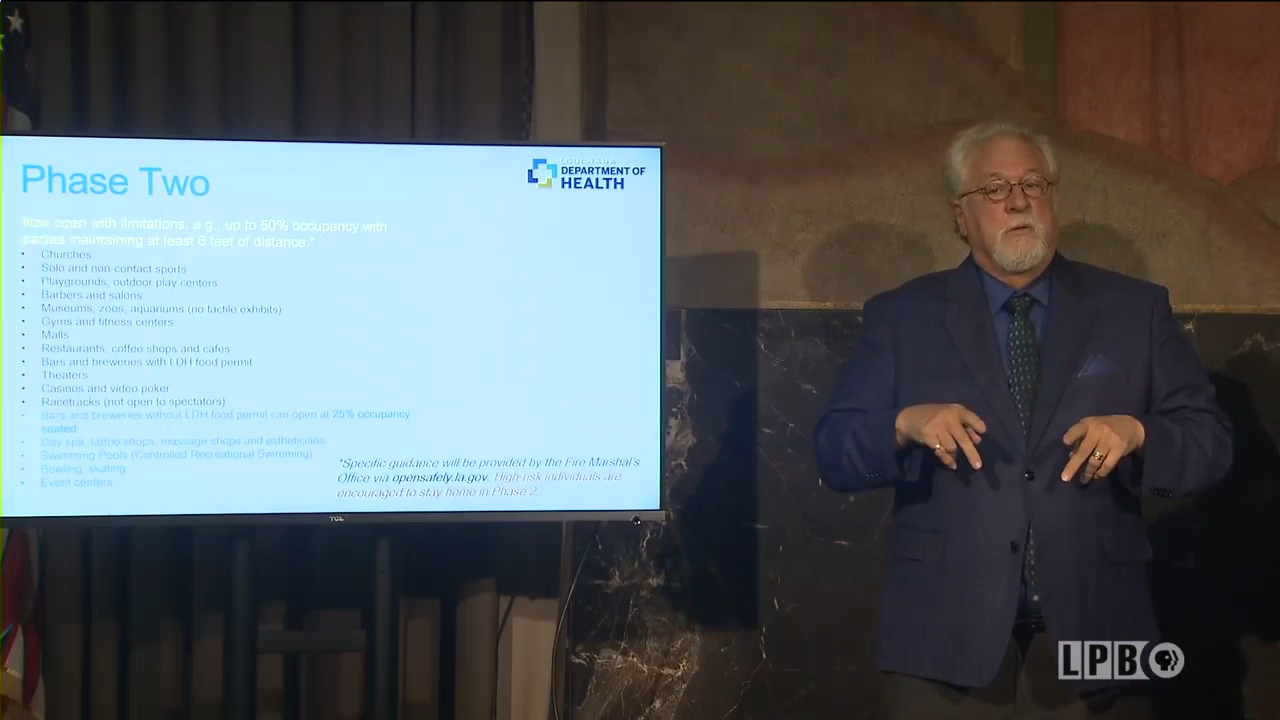 Phase Two
LOUISIANA
DEPARTMENT OF
HEALTH
Now open with limitations, e.g., up to 50% occupancy with
parties maintaining at least 6 feet of distance:*
• Churches
• Solo and non contact sports
• Playgrounds, outdoor play centers
• Barbers and salons
• Museums, zoos, aquariums (no tactile exhibits)
• Gyms and fitness centers
• Malls
• Restaurants, coffee shops and cafes
• Bars and breweries with LDH food permit
• Theaters
• Casinos and video poker
• Racetracks (not open to spectators)
• Bars and breweries without LDH food permit can open at 25% occupancy
seated
• Day spa, tattoo shops, massage shops and estheticians
• Swimming Pools (Controlled Recreational Swimming)
• Bowling, skating
• Event centers
*Specific guidance will be provided by the Fire Marshal's
Office via opensafely.la.gov. High-risk individuals are
encouraged to stay home in Phase 2.
TCL
LPB